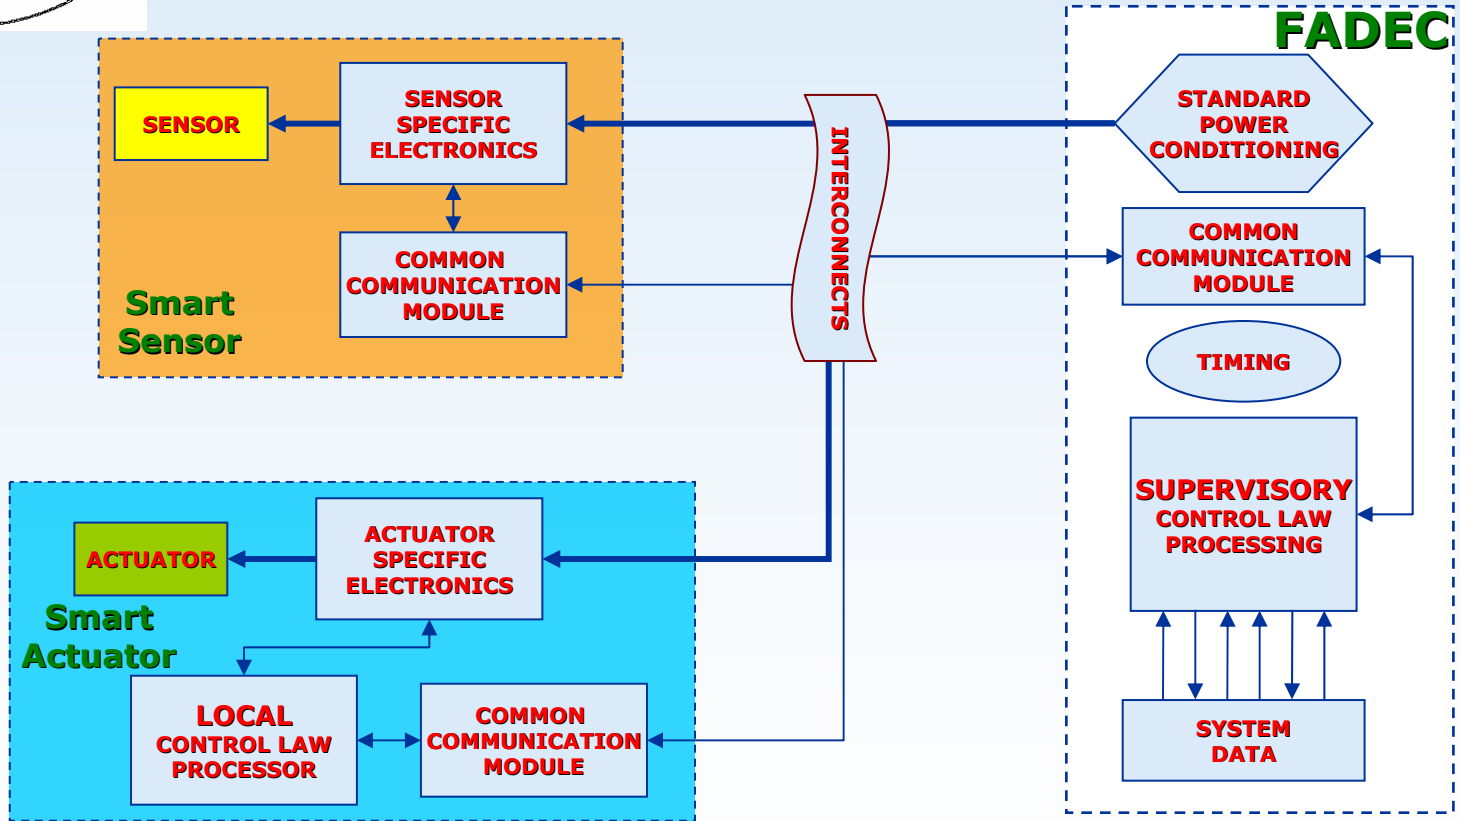 FADEC
SENSOR
SENSOR
SPECIFIC
ELECTRONICS
COMMON
COMMUNICATION
MODULE
Smart
Sensor
INTERCONNECTS
STANDARD
POWER
CONDITIONING
COMMON
COMMUNICATION
MODULE
TIMING
SUPERVISORY
CONTROL LAW
PROCESSING
SYSTEM
DATA
ACTUATOR
ACTUATOR
SPECIFIC
ELECTRONICS
Smart
Actuator
LOCAL
CONTROL LAW
PROCESSOR
COMMON
COMMUNICATION
MODULE